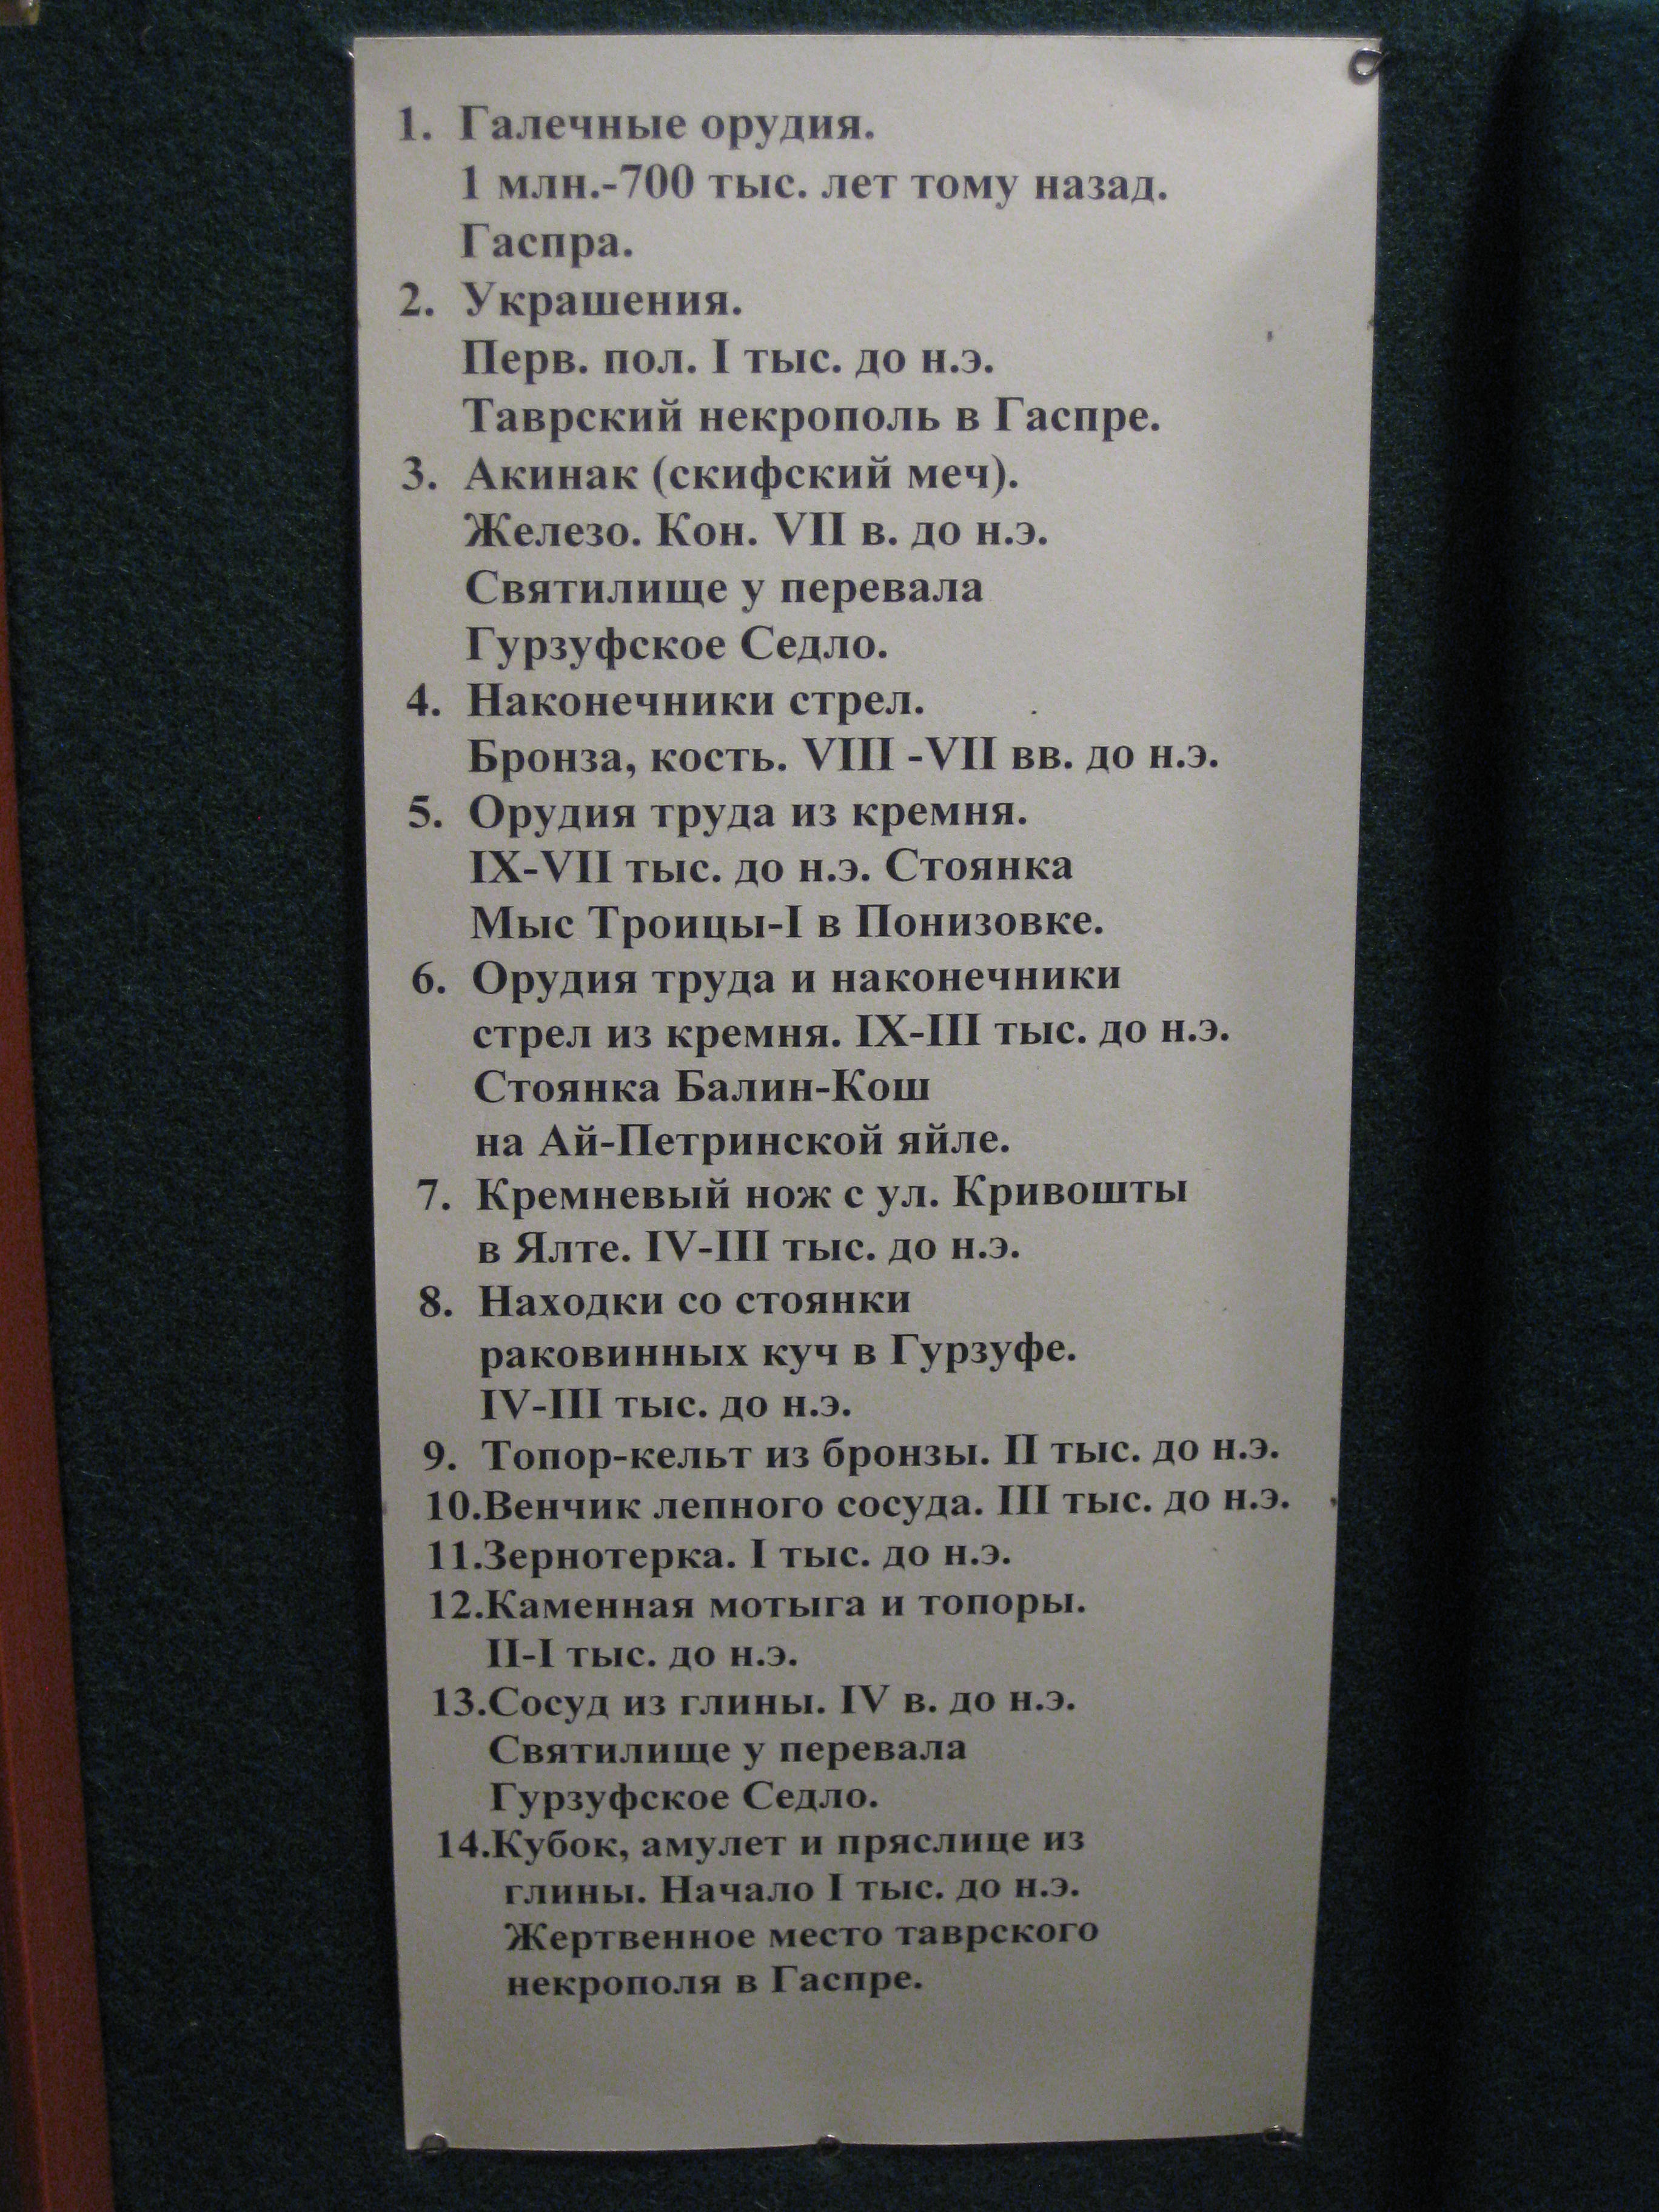 1. Галечные орудия.
1 млн.-700 тыс. лет тому назад.
Гаспра.
2. Украшения.
Перв. пол. I тыс. до н.э.
Таврский некрополь в Гаспре.
3. Акинак (скифский меч).
Железо. Кон. VII в. до н.э.
Святилище у перевала
Гурзуфское Седло.
4. Наконечники стрел.
Бронза, кость. VIII -VII вв. до н.э.
5. Орудия труда из кремня.
IX-VII тыс. до н.э. Стоянка
Мыс Троицы-I в Понизовке.
6. Орудия труда и наконечники
стрел из кремня. IX-III тыс. до н.э.
Стоянка Балин-Кош
на Ай-Петринской яйле.
7. Кремневый нож с ул. Кривошты
в Ялте. IV-III тыс. до н.э.
8. Находки со стоянки
раковинных куч в Гурзуфе.
IV-III тыс. до н.э.
9. Топор-кельт из бронзы. II тыс. до н.э.
10.Венчик лепного сосуда. III тыс. до н.э.
11.Зернотерка. I тыс. до н.э.
12.Каменная мотыга и топоры.
II-I тыс. до н.э.
13.Сосуд из глины. IV в. до н.э.
Святилище у перевала
Гурзуфское Седло.
14.Кубок, амулет и пряслице из
глины. Начало I тыс. до н.э.
Жертвенное место таврского
некрополя в Гаспре.